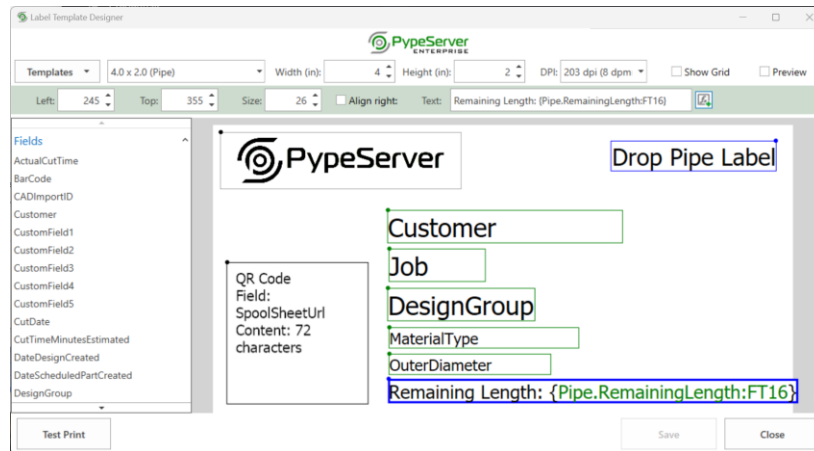 Label Template Designer
PypeServer
ENTERPRISE
Templates 4.0 x 2.0 (Pipe) Width (in): 4 Height (in): 2 DPI: 203 dpi (8 dpm Show Grid Preview
Left: 245 Top: 355 Size: 26 Align right: Text: Remaining Length: {Pipe.RemainingLength:FT16}
Fields
ActualCutTime
BarCode
CADImportID
Customer
CustomField1
CustomField2
CustomField3
CustomField4
CustomField5
CutDate
CutTimeMinutesEstimated
DateDesignCreated
DateScheduledPartCreated
DesignGroup
PypeServer
Drop Pipe Label
Customer
Job
DesignGroup
MaterialType
OuterDiameter
Remaining Length: {Pipe.RemainingLength:FT16}
QR Code
Field:
SpoolSheetUrl
Content: 72
characters
Test Print Save Close